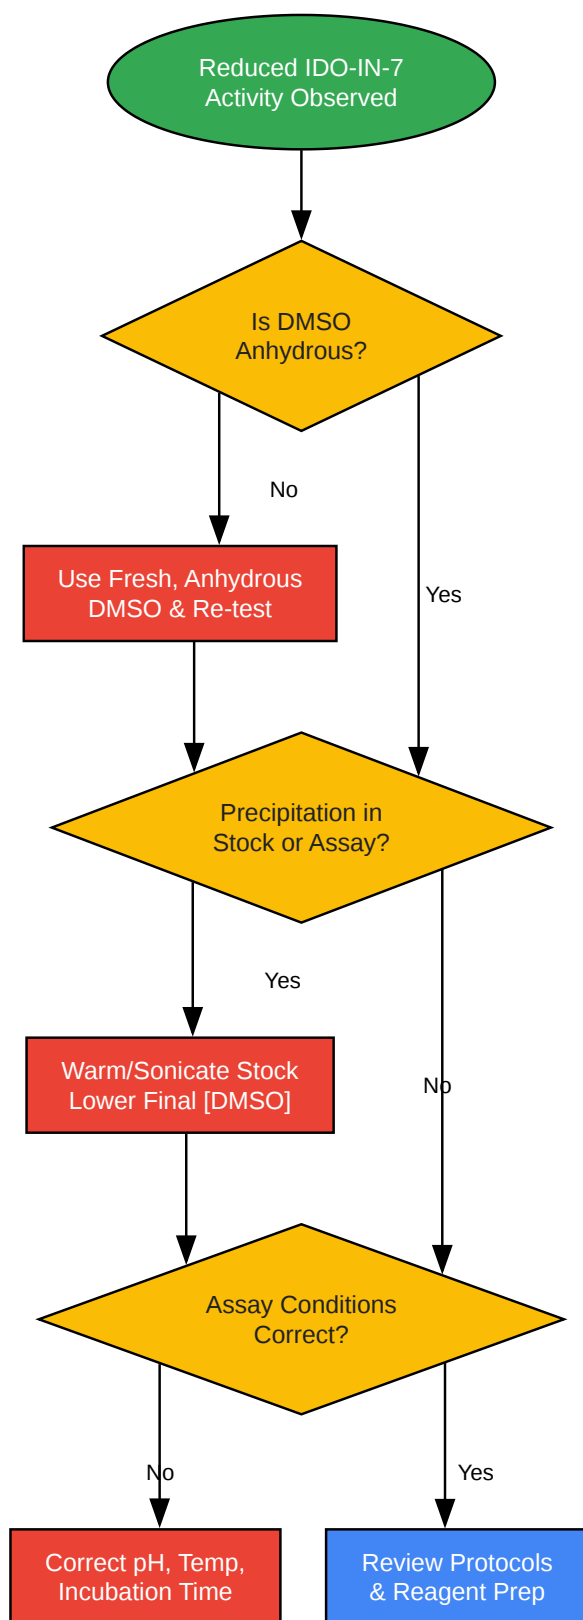 Reduced IDO-IN-7
Activity Observed
Is DMSO
Anhydrous?
No
Use Fresh, Anhydrous
DMSO & Re-test
Yes
Precipitation in
Stock or Assay?
Yes
Warm/Sonicate Stock
Lower Final [DMSO]
No
Assay Conditions
Correct?
No
Yes
Correct pH, Temp,
Incubation Time
Review Protocols
& Reagent Prep